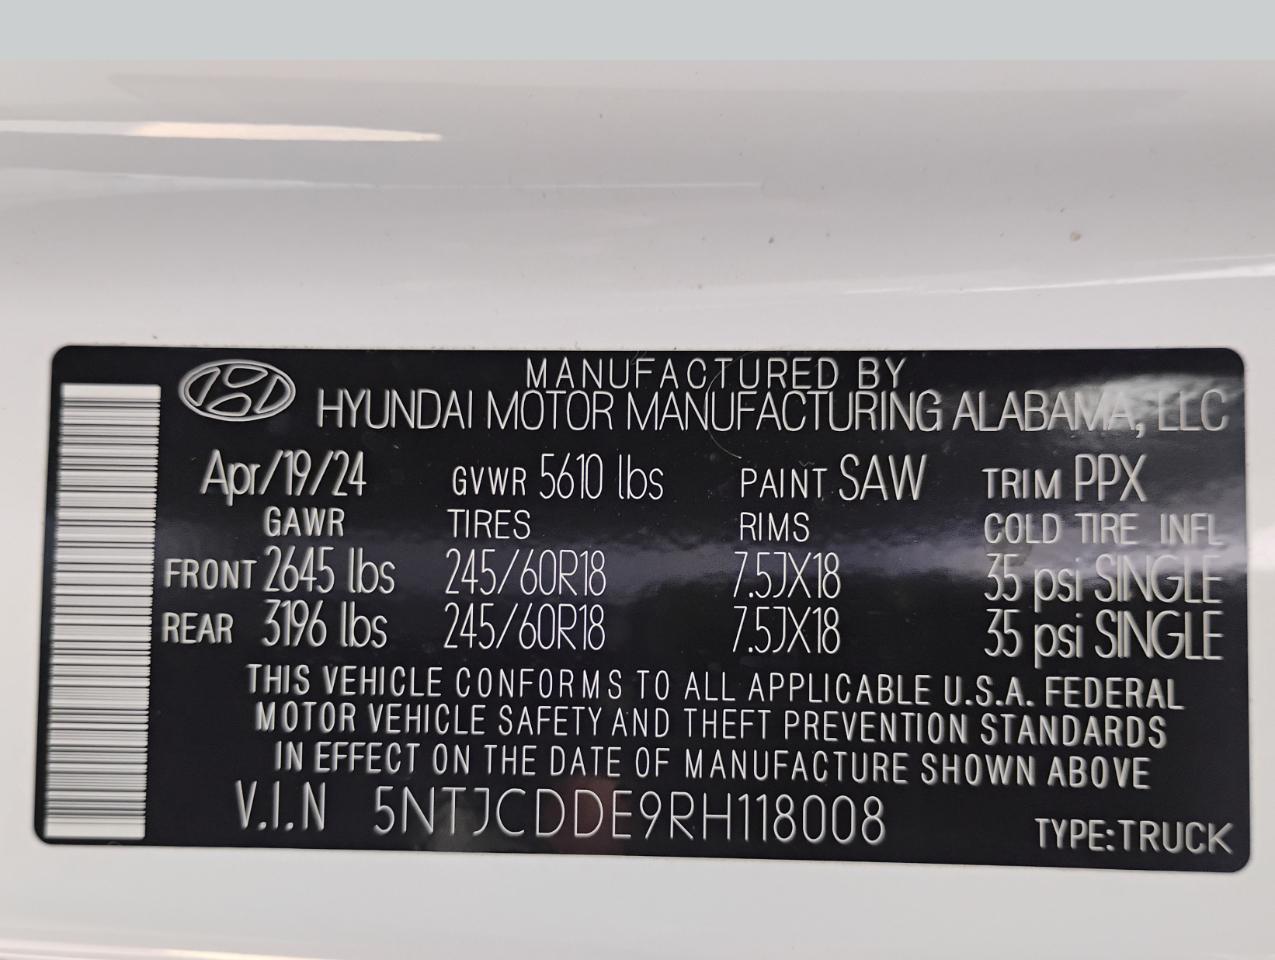 MANUFACTURED BY
HYUNDAI MOTOR MANUFACTURING ALABAMA, LLC
Apr/19/24 GVWR 5610 lbs PAINT SAW TRIM PPX
GAWR TIRES RIMS COLD TIRE INFL
FRONT 2645 lbs 245/60R18 7.5JX18 35 psi SINGLE
REAR 3196 lbs 245/60R18 7.5JX18 35 psi SINGLE
THIS VEHICLE CONFORMS TO ALL APPLICABLE U.S.A. FEDERAL
MOTOR VEHICLE SAFETY AND THEFT PREVENTION STANDARDS
IN EFFECT ON THE DATE OF MANUFACTURE SHOWN ABOVE
V.I.N 5NTJCDDE9RH118008 TYPE:TRUCK